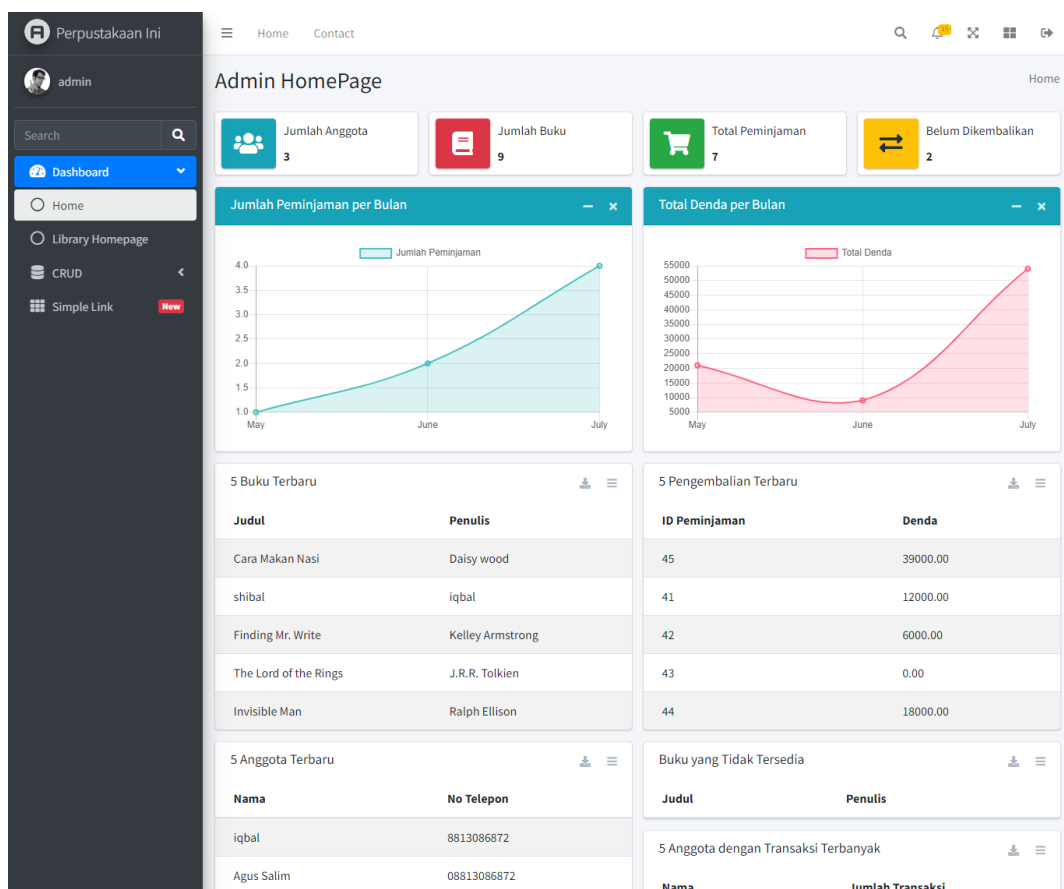 Perpustakaan Ini
Home Contact
15
admin
Admin HomePage
Home
Search
Dashboard
Home
Library Homepage
CRUD
Simple Link New
Jumlah Anggota
3
Jumlah Buku
9
Total Peminjaman
7
Belum Dikembalikan
2
Jumlah Peminjaman per Bulan
Jumlah Peminjaman
4.0
3.5
3.0
2.5
2.0
1.5
1.0
May June July
Total Denda per Bulan
Total Denda
55000
50000
45000
40000
35000
30000
25000
20000
15000
10000
5000
May June July
5 Buku Terbaru
Judul Penulis
Cara Makan Nasi Daisy wood
shibal iqbal
Finding Mr. Write Kelley Armstrong
The Lord of the Rings J.R.R. Tolkien
Invisible Man Ralph Ellison
5 Pengembalian Terbaru
ID Peminjaman Denda
45 39000.00
41 12000.00
42 6000.00
43 0.00
44 18000.00
5 Anggota Terbaru
Nama No Telepon
iqbal 8813086872
Agus Salim 08813086872
Buku yang Tidak Tersedia
Judul Penulis
5 Anggota dengan Transaksi Terbanyak
Nama Jumlah Transaksi